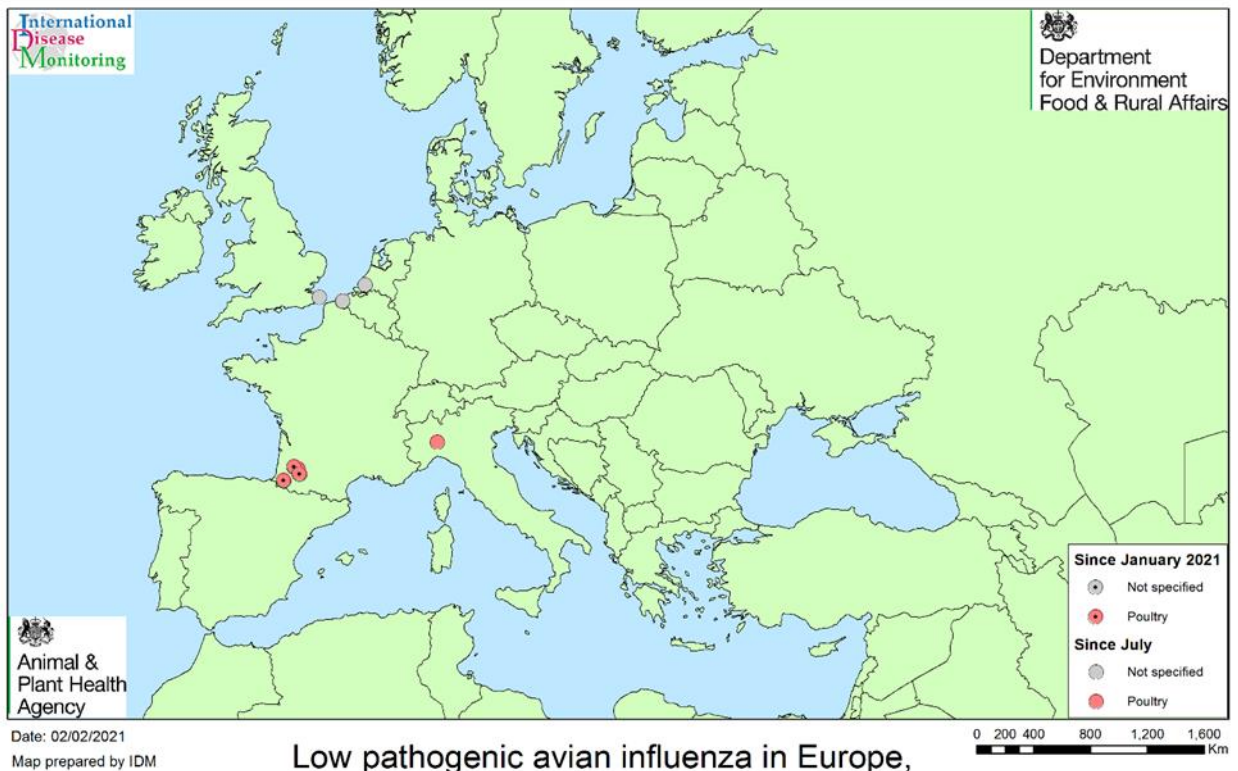 International
Disease
Monitoring
Department
for Environment
Food & Rural Affairs
Since January 2021
Not specified
Poultry
Since July
Not specified
Poultry
Animal &
Plant Health
Agency
Date: 02/02/2021
Map prepared by IDM
Low pathogenic avian influenza in Europe,
0 200 400 800 1,200 1,600
Km